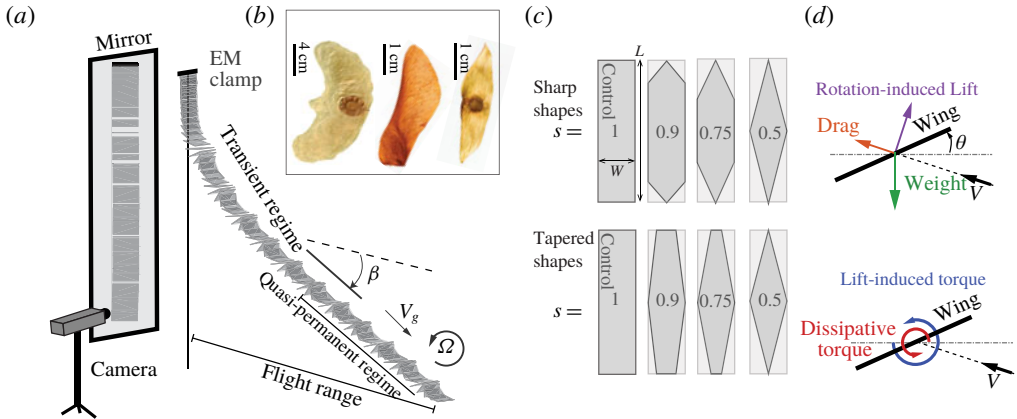 (a)
Mirror
EM
clamp
Transient regime
β
V_g
Ω
Quasi-permanent regime
Flight range
Camera
(b)
4 cm
1 cm
1 cm
(c)
Sharp
shapes
s =
Control
1
W
L
0.9
0.75
0.5
Tapered
shapes
s =
Control
1
0.9
0.75
0.5
(d)
Rotation-induced Lift
Drag
Wing
θ
Weight
V
Lift-induced torque
Wing
Dissipative
torque
V